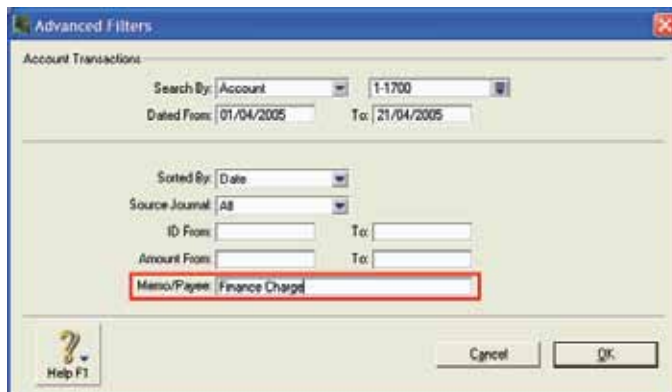 Advanced Filters
Account Transactions
Search By: Account 1-1700
Dated From: 01/04/2005 To: 21/04/2005
Sorted By: Date
Source Journal: All
ID From: To:
Amount From: To:
Memo/Payee: Finance Charge
Help F1
Cancel OK